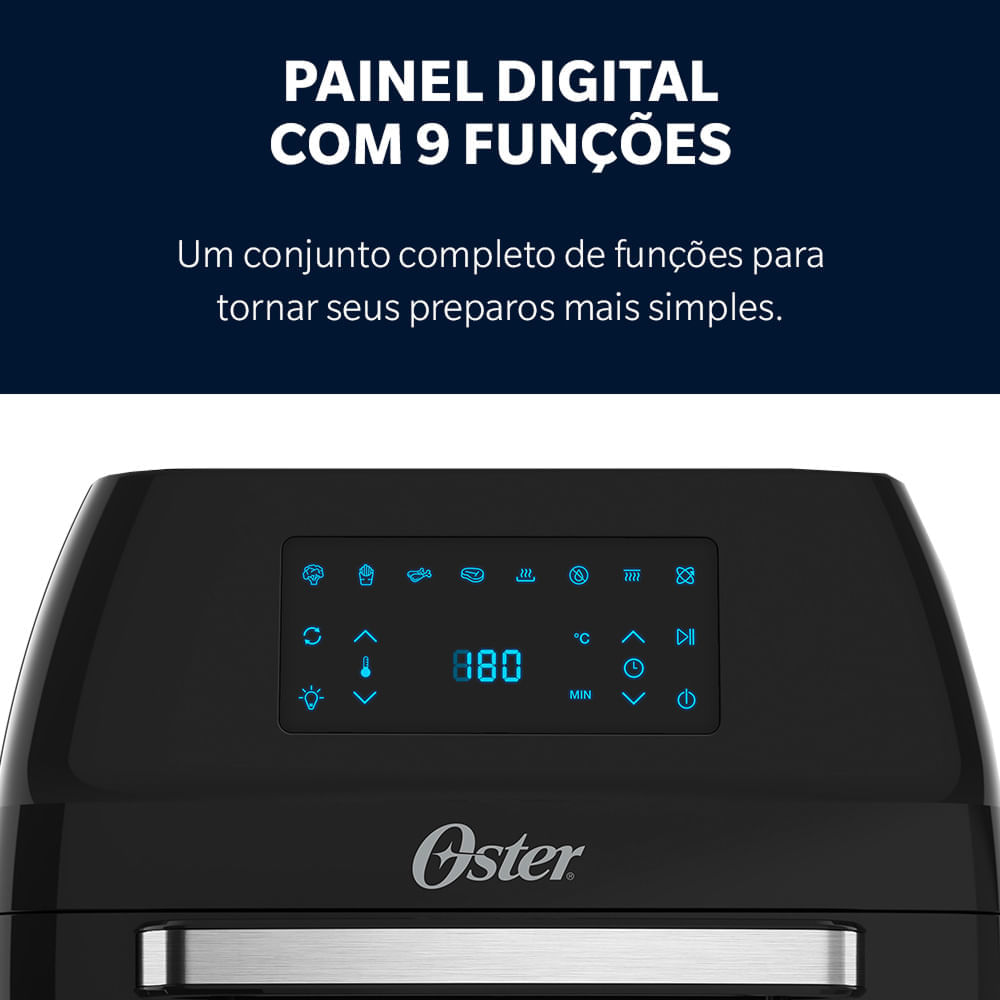 PAINEL DIGITAL
COM 9 FUNÇÕES
Um conjunto completo de funções para
tornar seus preparos mais simples.
°C
180
MIN
Oster®